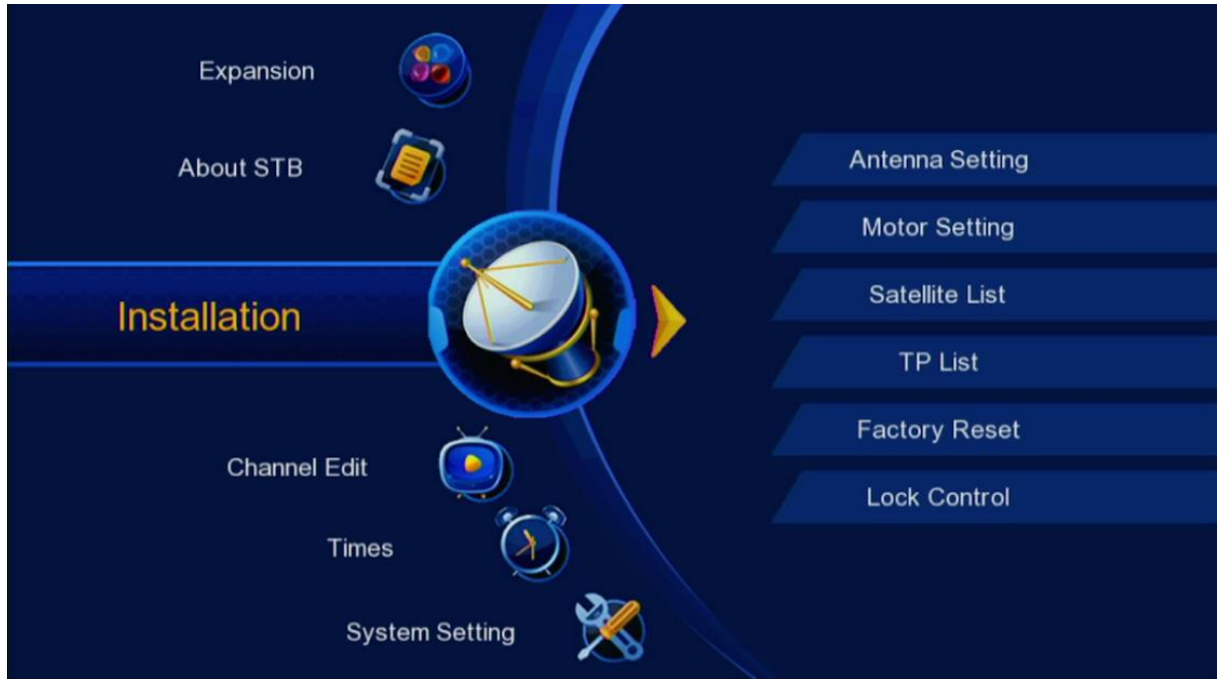 Expansion
About STB
Installation
Channel Edit
Times
System Setting
Antenna Setting
Motor Setting
Satellite List
TP List
Factory Reset
Lock Control